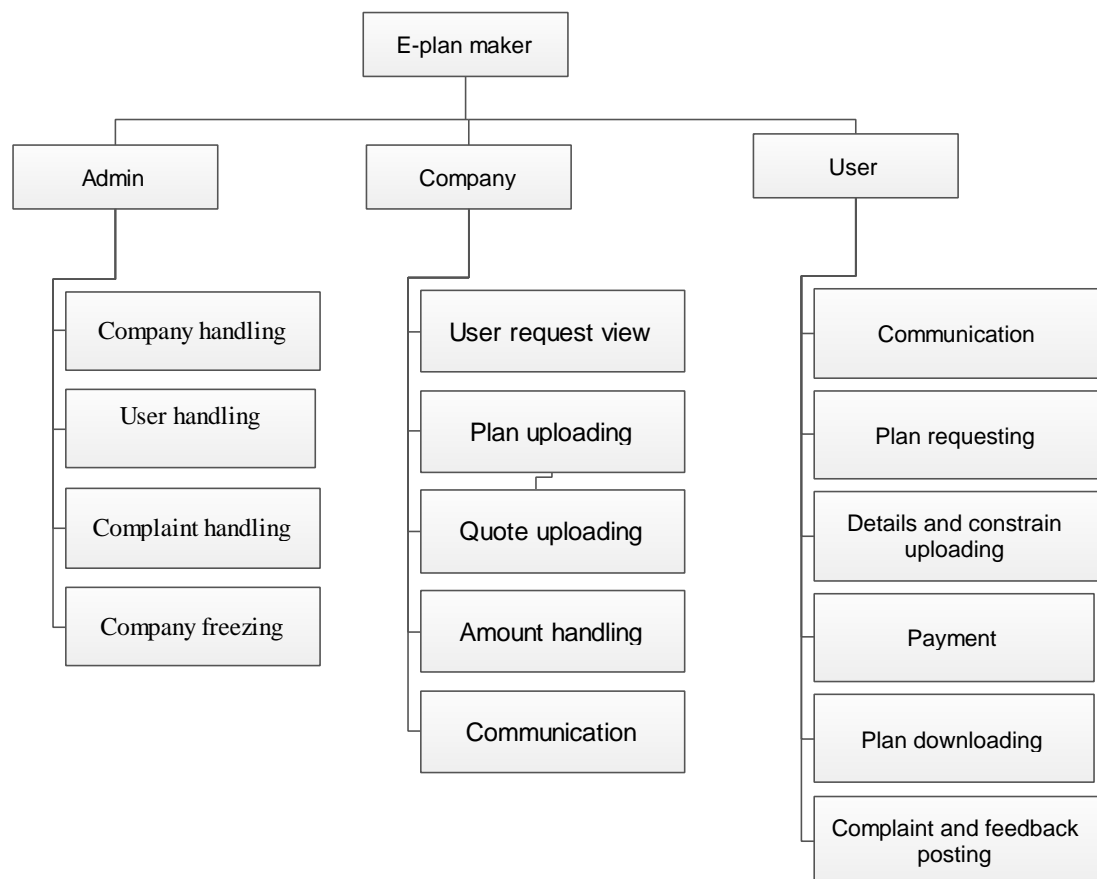 E-plan maker
Admin
Company
User
Company handling
User handling
Complaint handling
Company freezing
User request view
Plan uploading
Quote uploading
Amount handling
Communication
Communication
Plan requesting
Details and constrain
uploading
Payment
Plan downloading
Complaint and feedback
posting